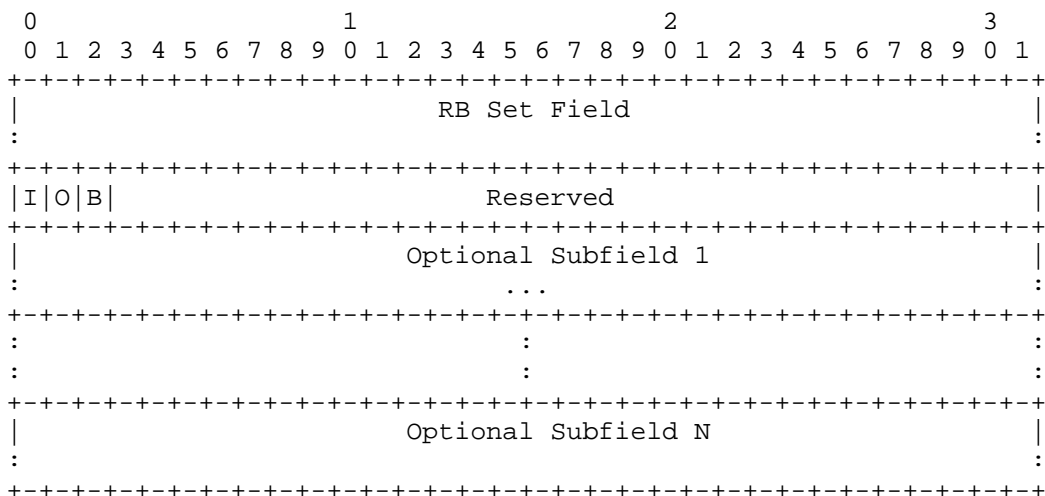 0                   1                   2                   3
 0 1 2 3 4 5 6 7 8 9 0 1 2 3 4 5 6 7 8 9 0 1 2 3 4 5 6 7 8 9 0 1
+-+-+-+-+-+-+-+-+-+-+-+-+-+-+-+-+-+-+-+-+-+-+-+-+-+-+-+-+-+-+-+-+
|                          RB Set Field                         |
:                                                               :
+-+-+-+-+-+-+-+-+-+-+-+-+-+-+-+-+-+-+-+-+-+-+-+-+-+-+-+-+-+-+-+-+
|I|O|B|                       Reserved                          |
+-+-+-+-+-+-+-+-+-+-+-+-+-+-+-+-+-+-+-+-+-+-+-+-+-+-+-+-+-+-+-+-+
|                        Optional Subfield 1                    |
:                              ...                              :
+-+-+-+-+-+-+-+-+-+-+-+-+-+-+-+-+-+-+-+-+-+-+-+-+-+-+-+-+-+-+-+-+
:                               :                               :
:                               :                               :
+-+-+-+-+-+-+-+-+-+-+-+-+-+-+-+-+-+-+-+-+-+-+-+-+-+-+-+-+-+-+-+-+
|                        Optional Subfield N                    |
:                                                               :
+-+-+-+-+-+-+-+-+-+-+-+-+-+-+-+-+-+-+-+-+-+-+-+-+-+-+-+-+-+-+-+-+